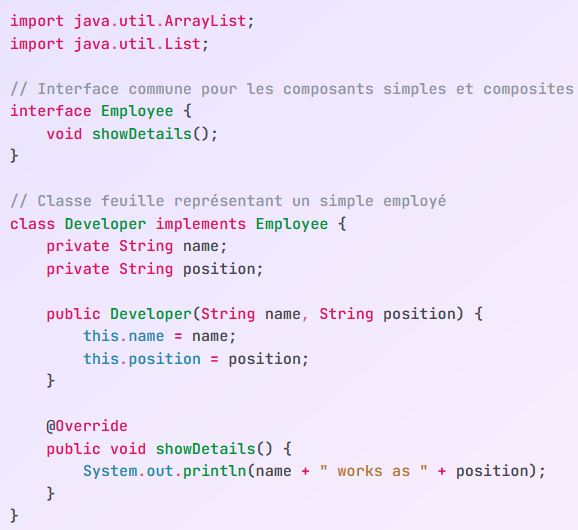 import java.util.ArrayList;
import java.util.List;

// Interface commune pour les composants simples et composites
interface Employee {
    void showDetails();
}

// Classe feuille représentant un simple employé
class Developer implements Employee {
    private String name;
    private String position;

    public Developer(String name, String position) {
        this.name = name;
        this.position = position;
    }

    @Override
    public void showDetails() {
        System.out.println(name + " works as " + position);
    }
}